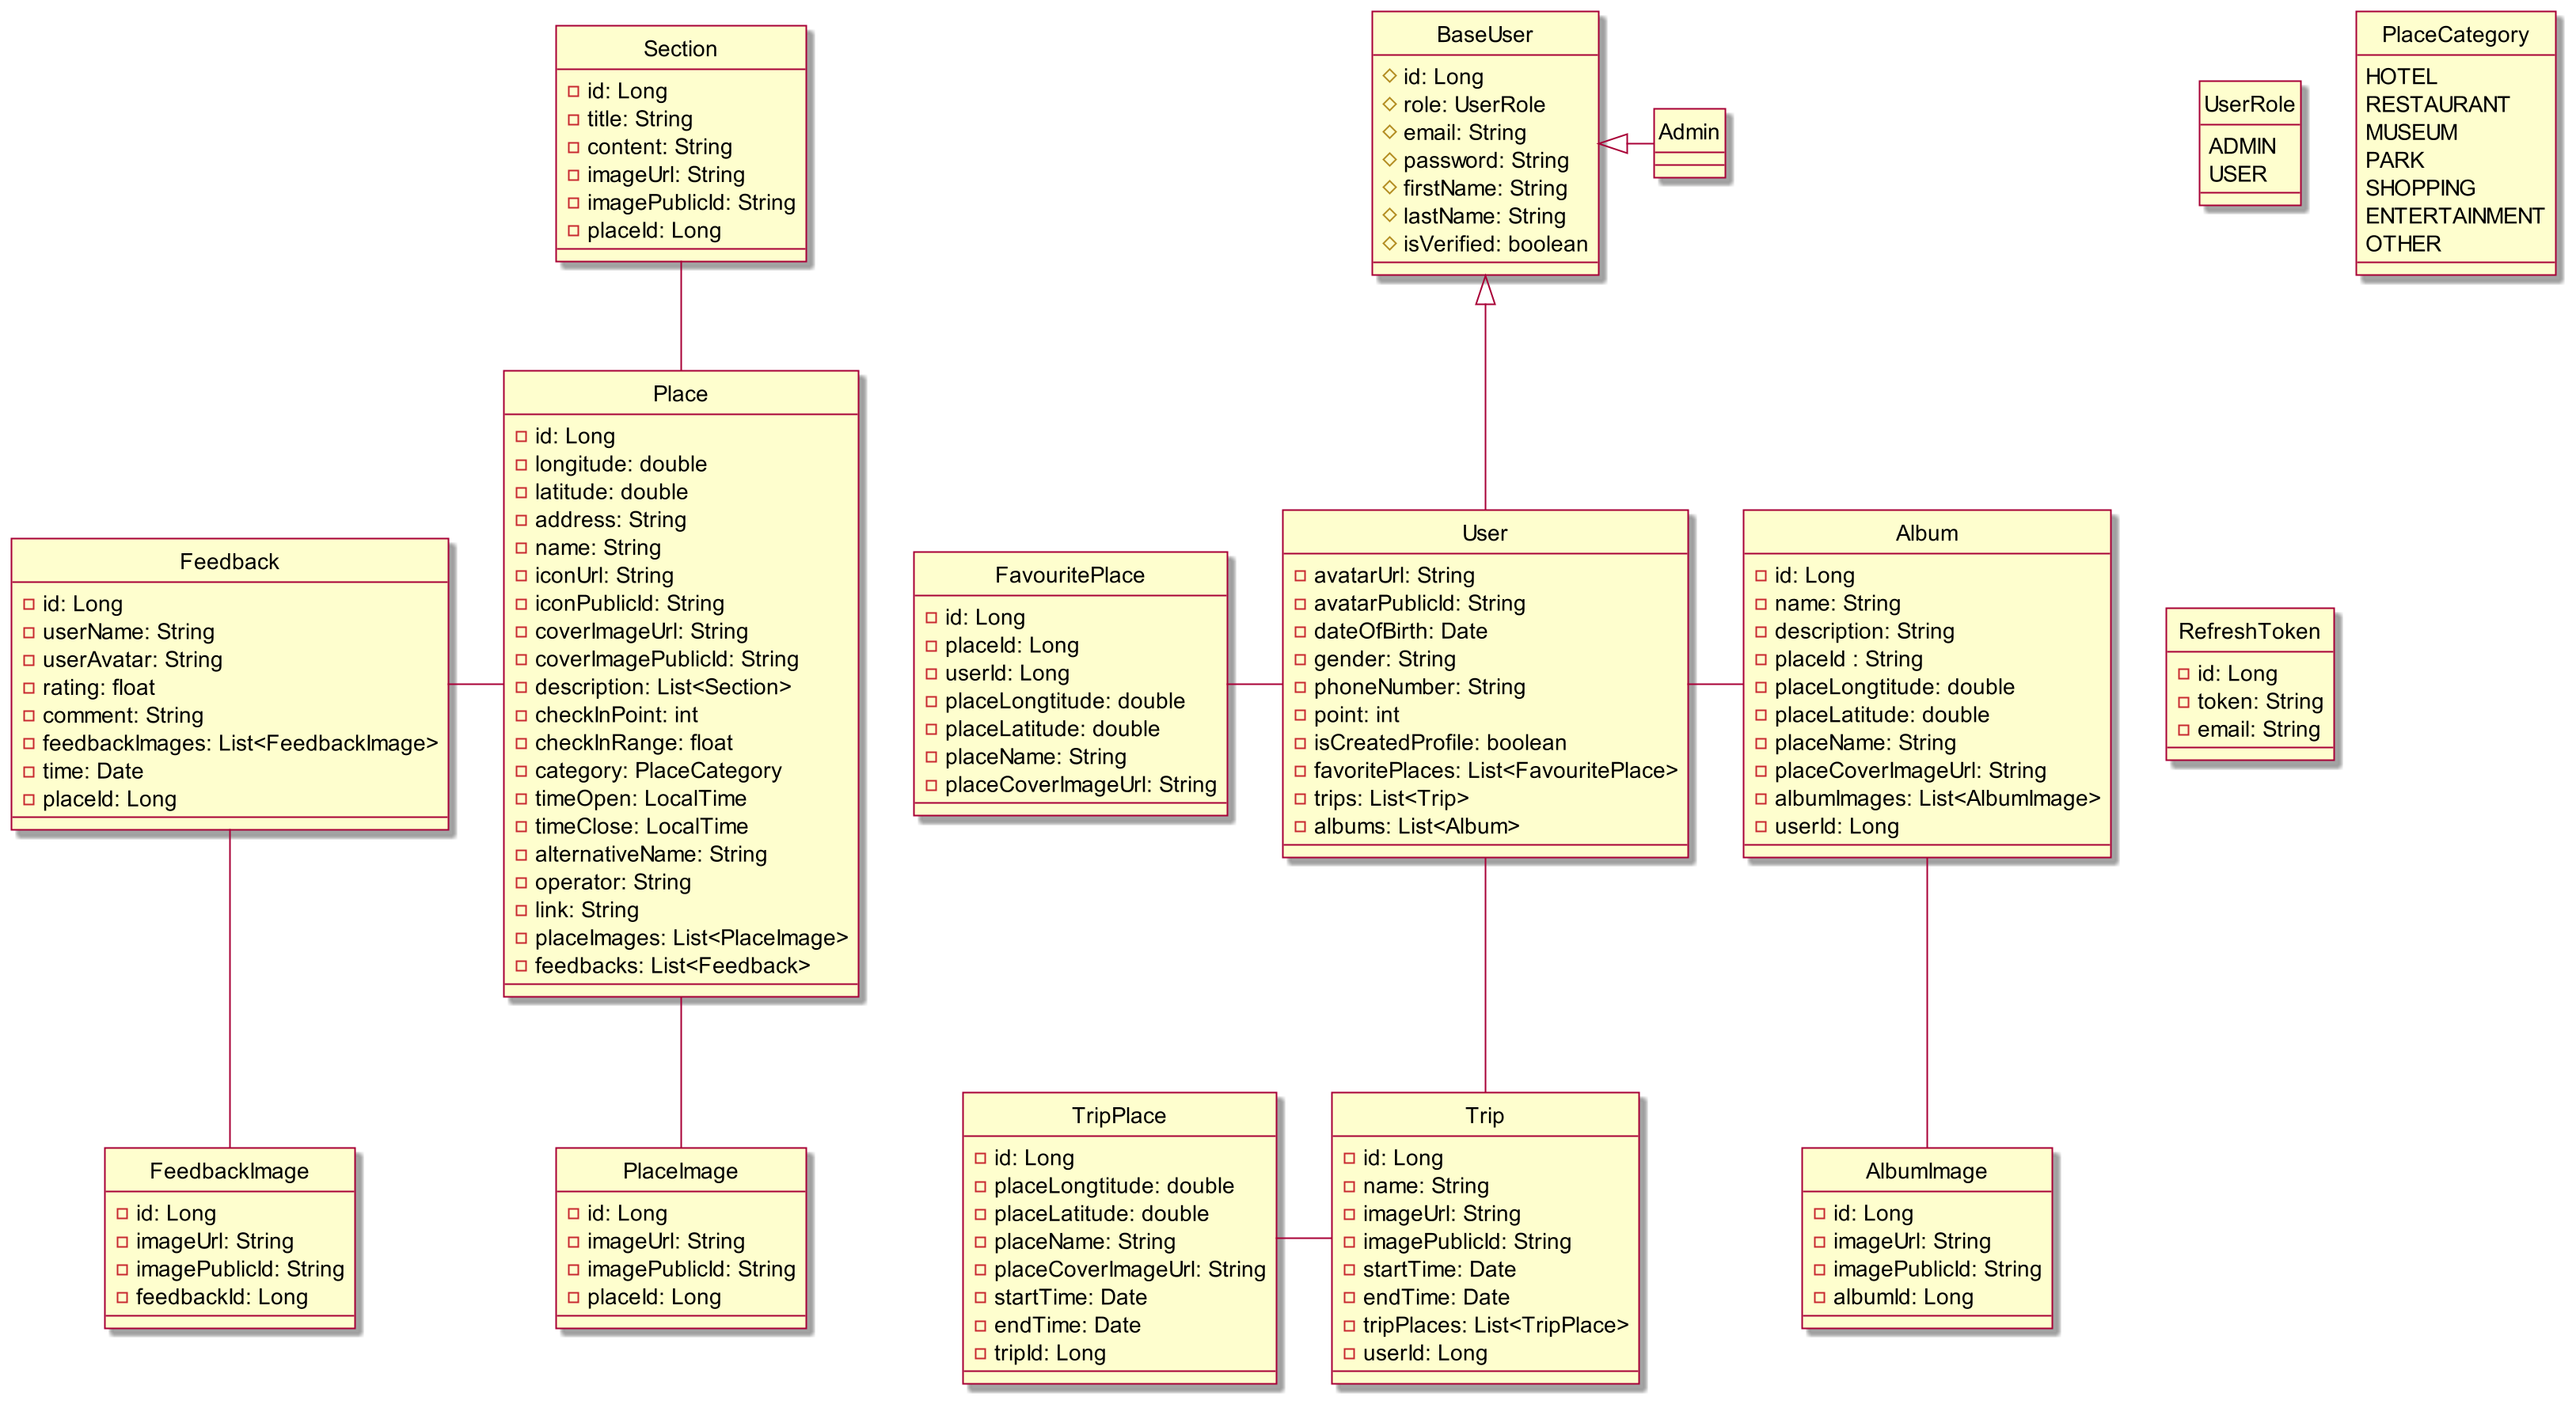 Section
id: Long
title: String
content: String
imageUrl: String
imagePublicId: String
placeId: Long
BaseUser
id: Long
role: UserRole
email: String
password: String
firstName: String
lastName: String
isVerified: boolean
Admin
UserRole
ADMIN
USER
PlaceCategory
HOTEL
RESTAURANT
MUSEUM
PARK
SHOPPING
ENTERTAINMENT
OTHER
Feedback
id: Long
userName: String
userAvatar: String
rating: float
comment: String
feedbackImages: List<FeedbackImage>
time: Date
placeId: Long
Place
id: Long
longitude: double
latitude: double
address: String
name: String
iconUrl: String
iconPublicId: String
coverImageUrl: String
coverImagePublicId: String
description: List<Section>
checkInPoint: int
checkInRange: float
category: PlaceCategory
timeOpen: LocalTime
timeClose: LocalTime
alternativeName: String
operator: String
link: String
placeImages: List<PlaceImage>
feedbacks: List<Feedback>
FavouritePlace
id: Long
placeId: Long
userId: Long
placeLongtitude: double
placeLatitude: double
placeName: String
placeCoverImageUrl: String
User
avatarUrl: String
avatarPublicId: String
dateOfBirth: Date
gender: String
phoneNumber: String
point: int
isCreatedProfile: boolean
favoritePlaces: List<FavouritePlace>
trips: List<Trip>
albums: List<Album>
Album
id: Long
name: String
description: String
placeId : String
placeLongtitude: double
placeLatitude: double
placeName: String
placeCoverImageUrl: String
albumImages: List<AlbumImage>
userId: Long
RefreshToken
id: Long
token: String
email: String
FeedbackImage
id: Long
imageUrl: String
imagePublicId: String
feedbackId: Long
PlaceImage
id: Long
imageUrl: String
imagePublicId: String
placeId: Long
TripPlace
id: Long
placeLongtitude: double
placeLatitude: double
placeName: String
placeCoverImageUrl: String
startTime: Date
endTime: Date
tripId: Long
Trip
id: Long
name: String
imageUrl: String
imagePublicId: String
startTime: Date
endTime: Date
tripPlaces: List<TripPlace>
userId: Long
AlbumImage
id: Long
imageUrl: String
imagePublicId: String
albumId: Long